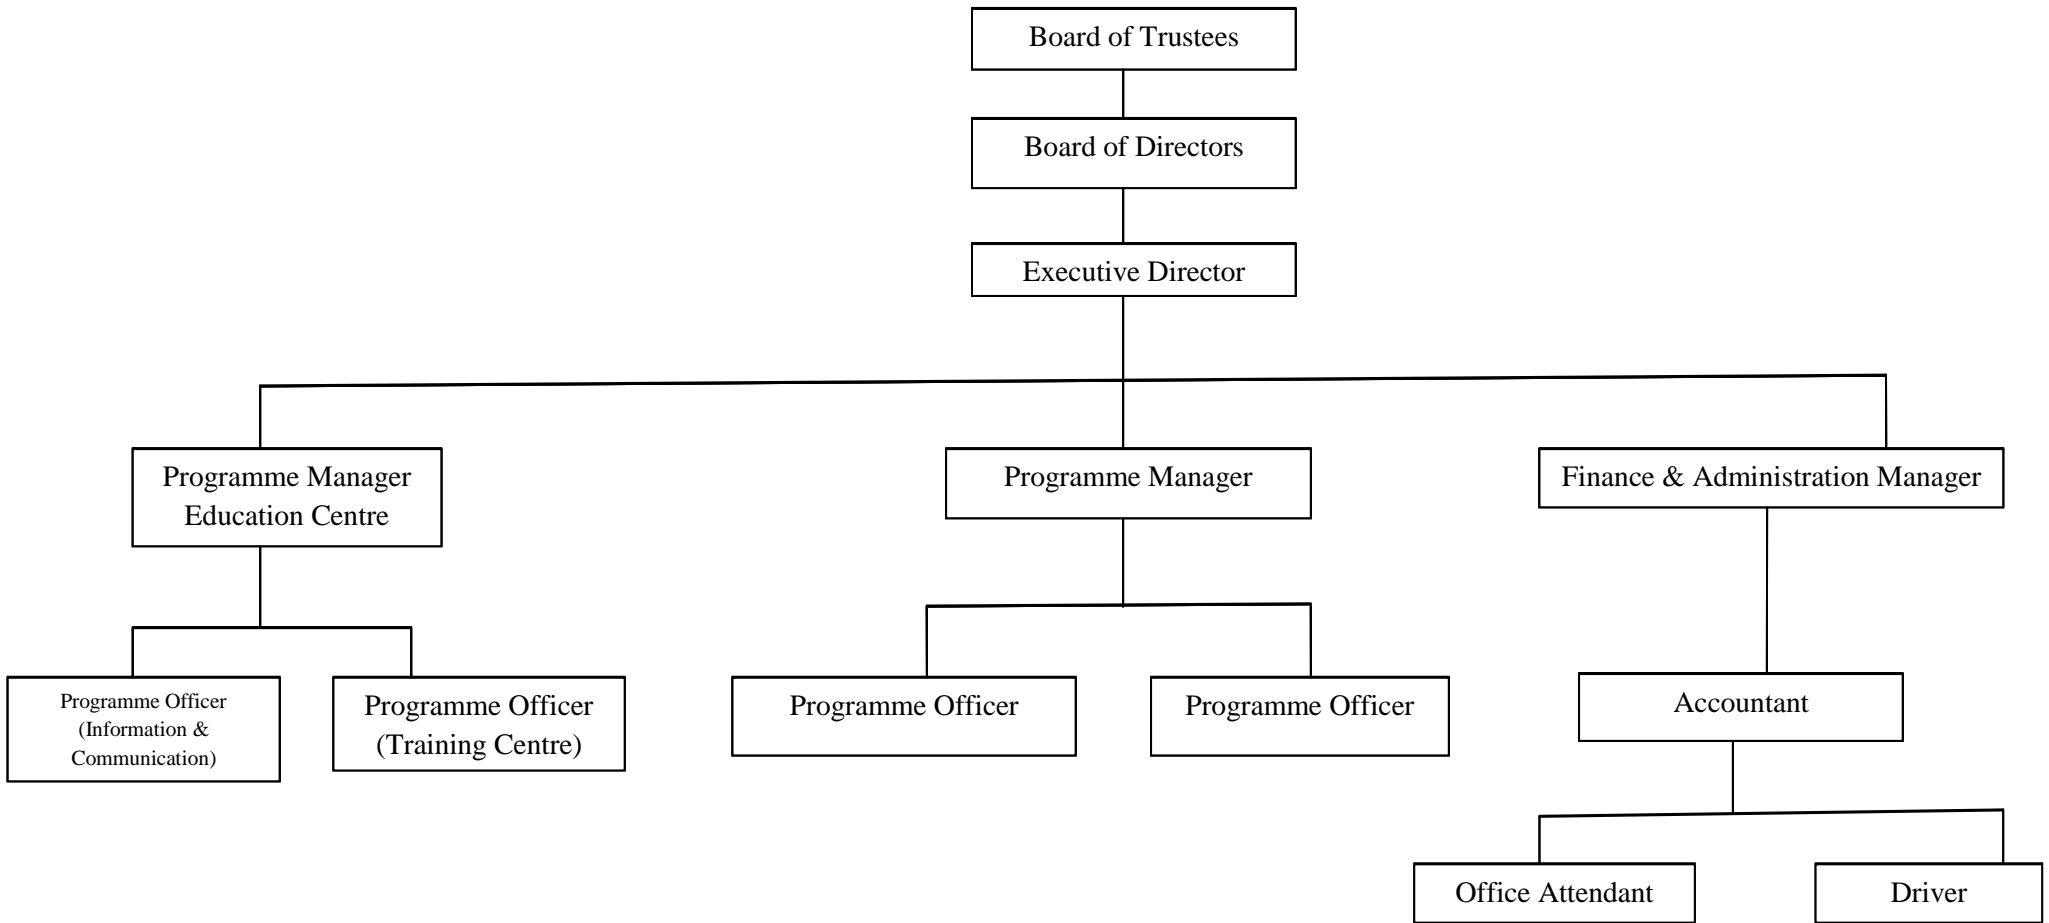 Board of Trustees
Board of Directors
Executive Director
Programme Manager
Education Centre
Programme Manager
Finance & Administration Manager
Programme Officer
(Information &
Communication)
Programme Officer
(Training Centre)
Programme Officer
Programme Officer
Accountant
Office Attendant
Driver